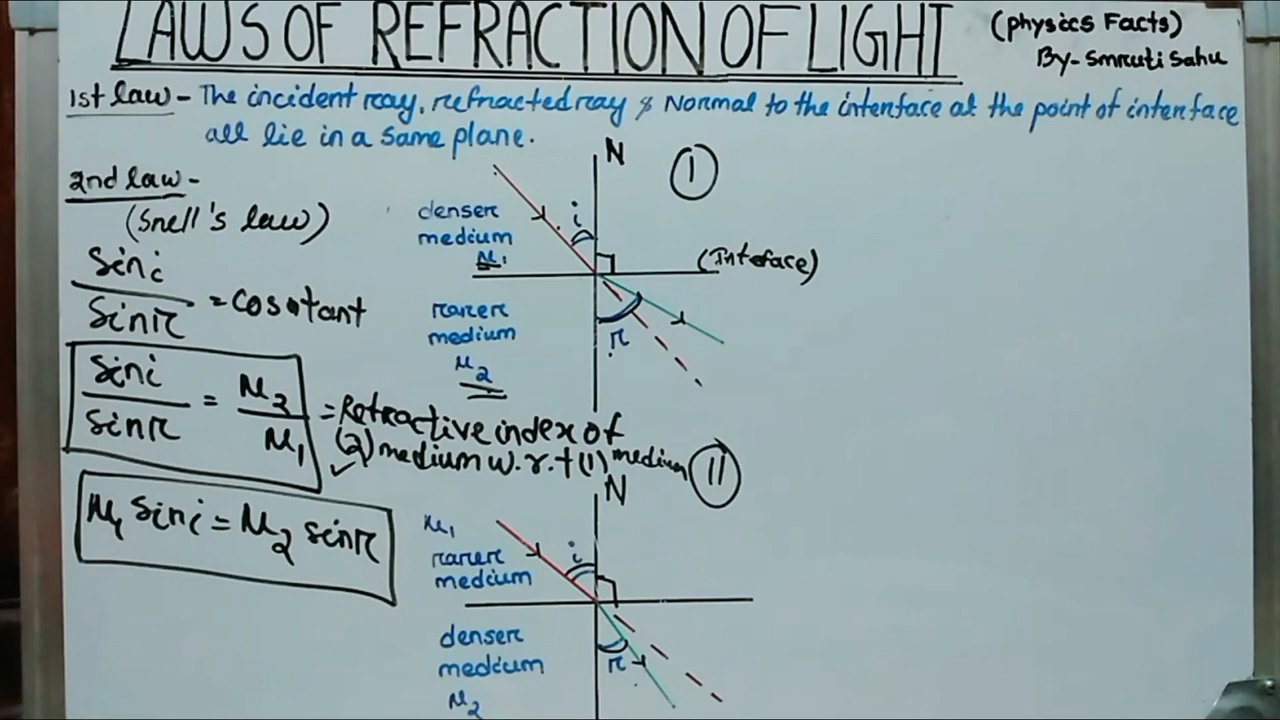 LAWS OF REFRACTION OF LIGHT
(physics Facts)
By- Smruti Sahu
1st law - The incident ray, refracted ray & Normal to the interface at the point of interface
all lie in a same plane.
2nd law -
(Snell's law)
Sin i / Sin r = Constant
Sin i / Sin r = μ2 / μ1 = Refractive index of
(2) medium w.r.t (1) medium
μ1 Sin i = μ2 sin r
I
N
denser
medium
μ1
i
(Inteface)
rarer
medium
μ2
r
II
N
μ1
rarer
medium
i
denser
medium
μ2
r